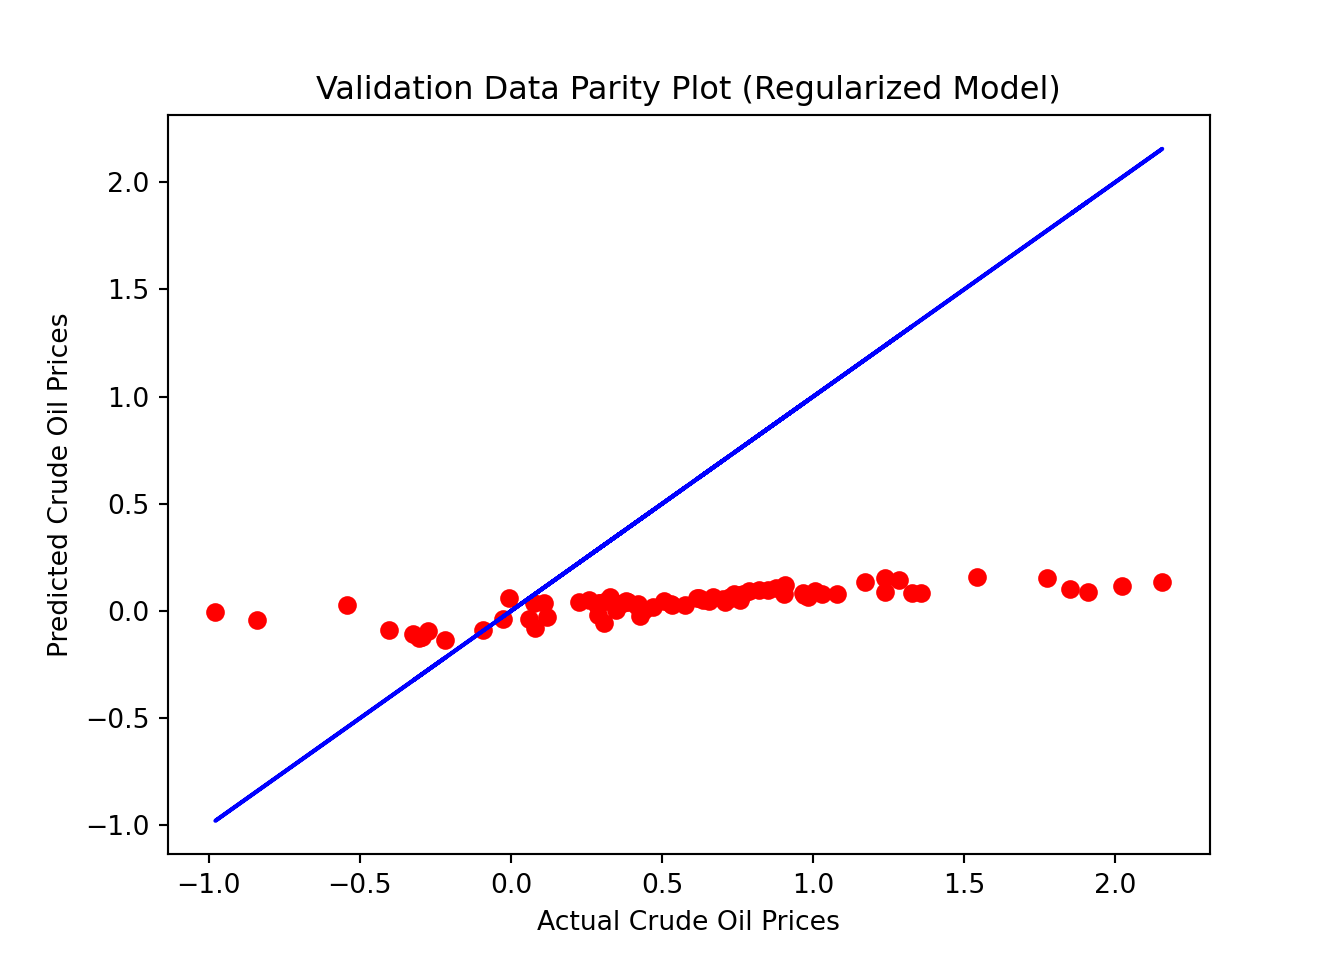 Validation Data Parity Plot (Regularized Model)
2.0
1.5
1.0
0.5
0.0
−0.5
−1.0
Predicted Crude Oil Prices
−1.0 −0.5 0.0 0.5 1.0 1.5 2.0
Actual Crude Oil Prices